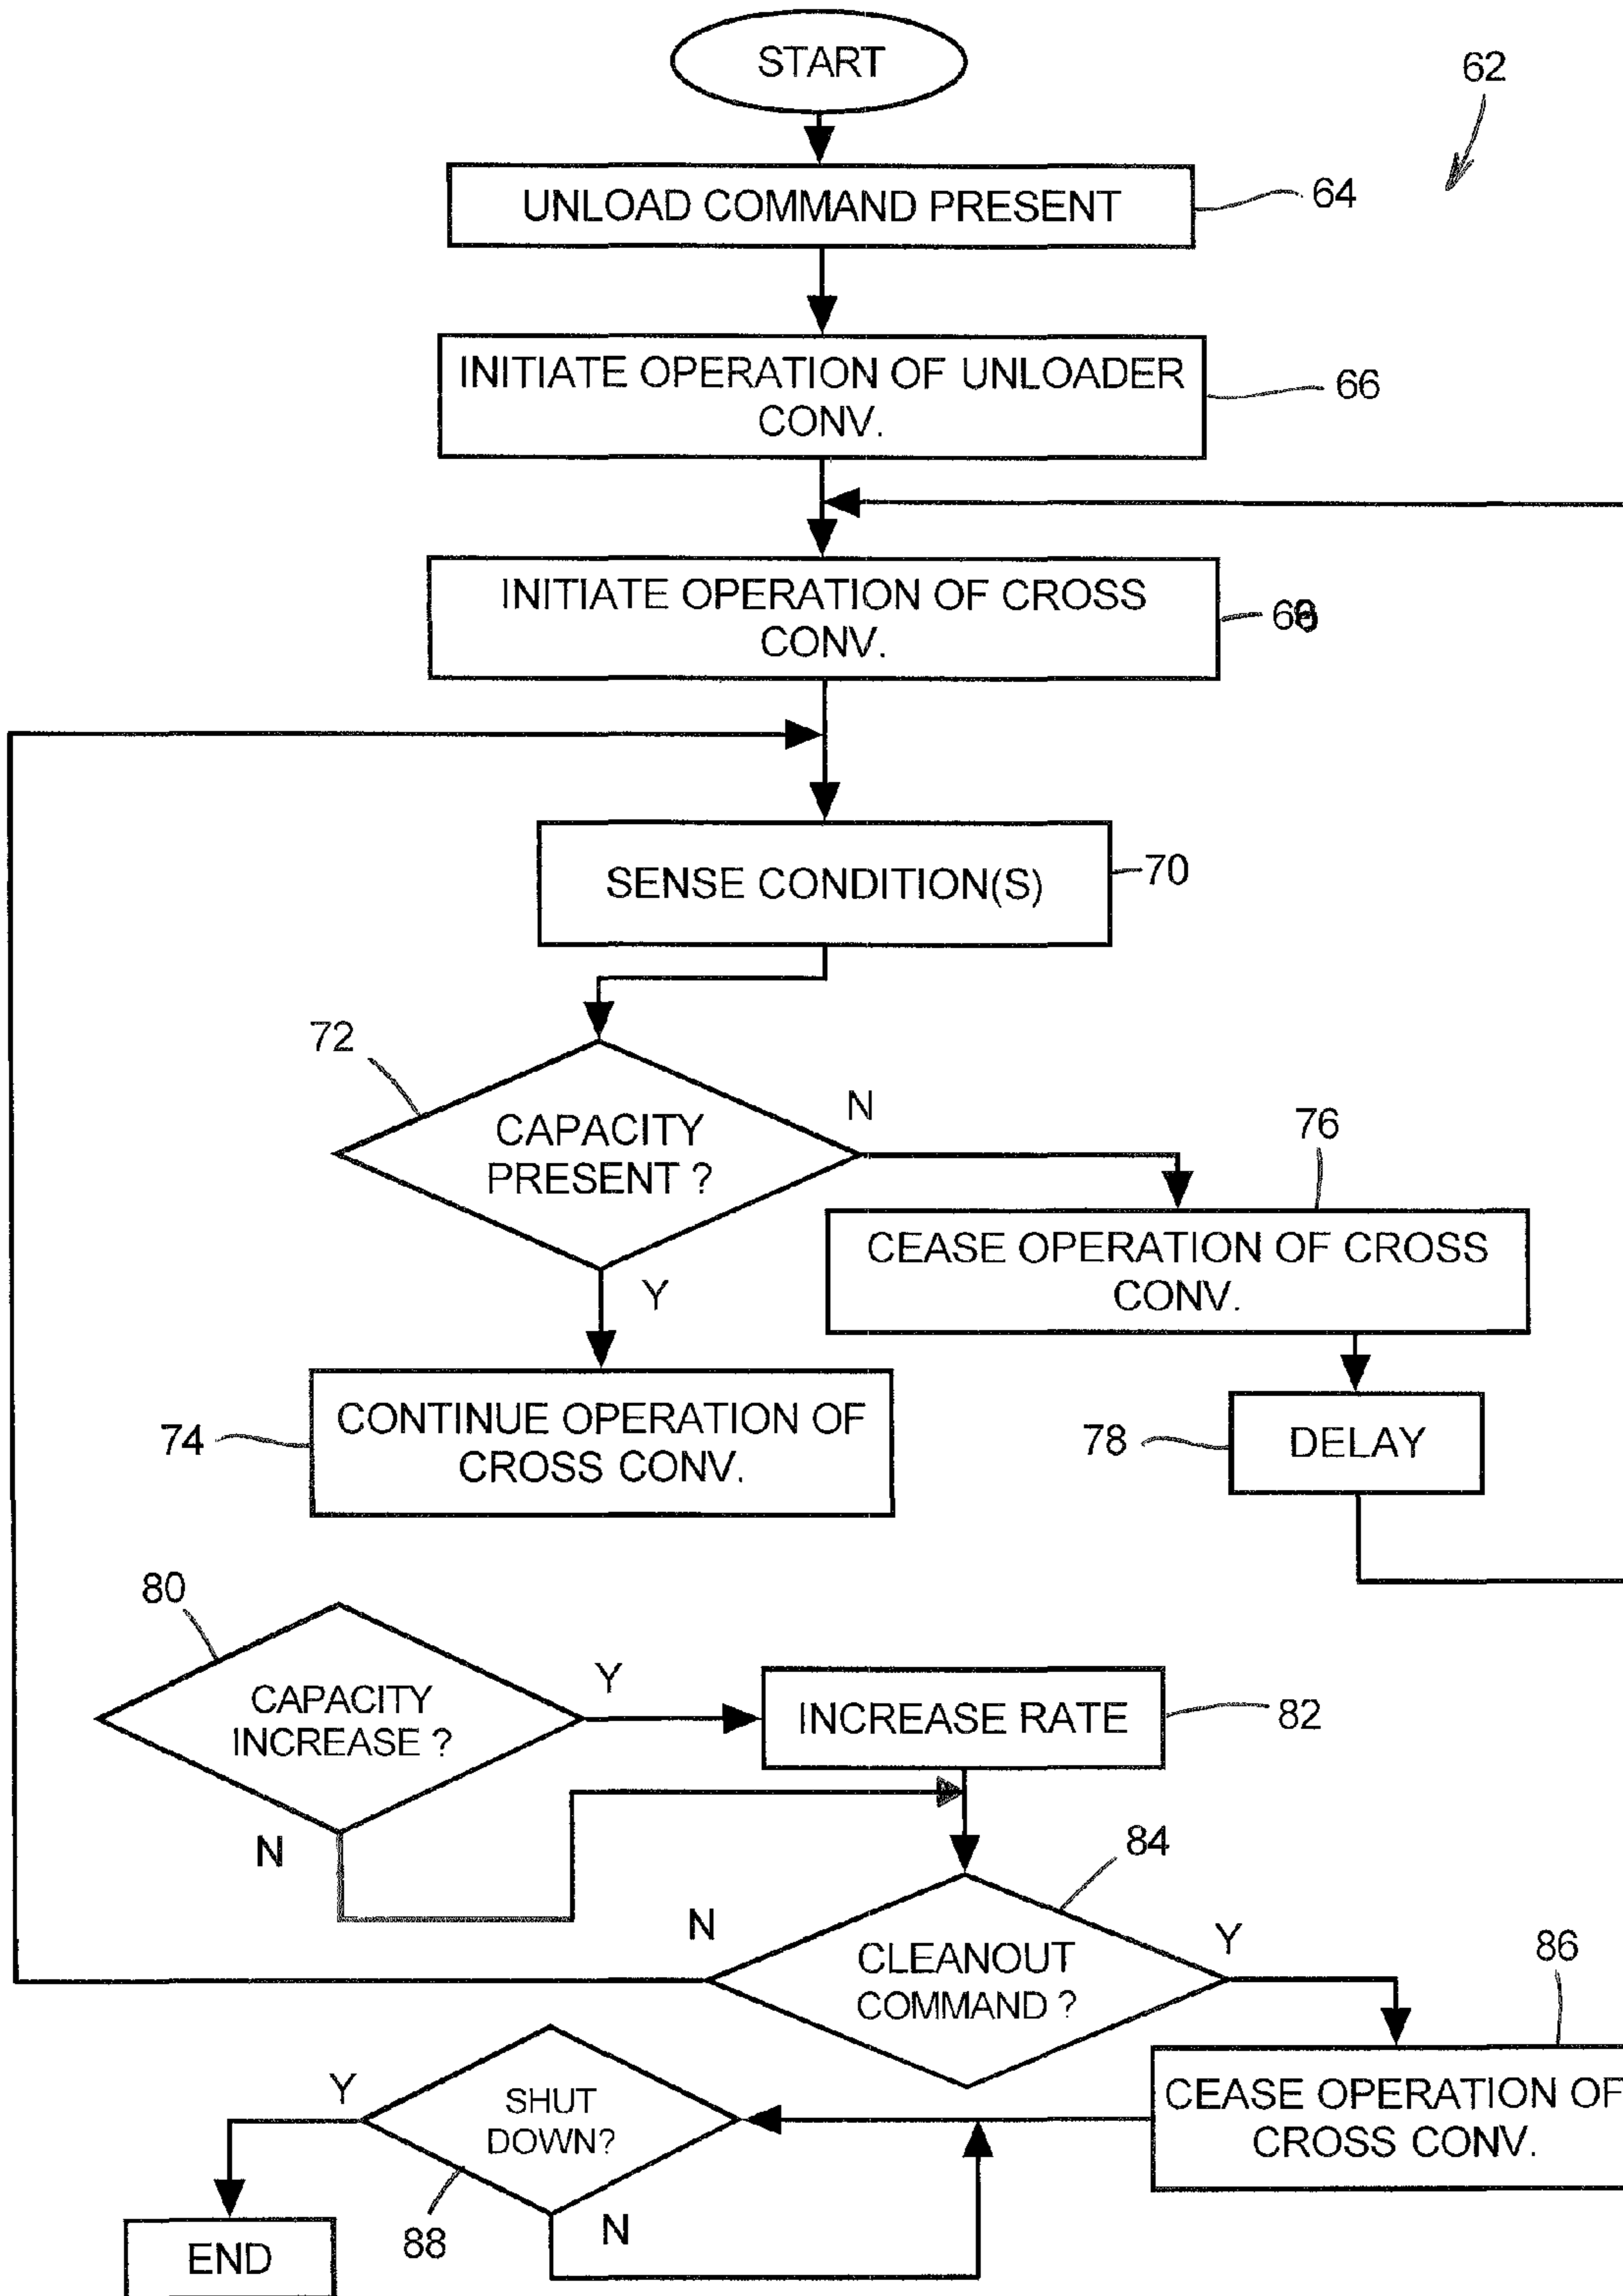 START
62
UNLOAD COMMAND PRESENT
64
INITIATE OPERATION OF UNLOADER
CONV.
66
INITIATE OPERATION OF CROSS
CONV.
SENSE CONDITION(S)
70
72
CAPACITY
PRESENT ?
N
Y
76
CEASE OPERATION OF CROSS
CONV.
74
CONTINUE OPERATION OF
CROSS CONV.
78
DELAY
80
CAPACITY
INCREASE ?
Y
N
INCREASE RATE
82
84
CLEANOUT
COMMAND ?
N
Y
86
CEASE OPERATION OF
CROSS CONV.
SHUT
DOWN?
Y
N
88
END